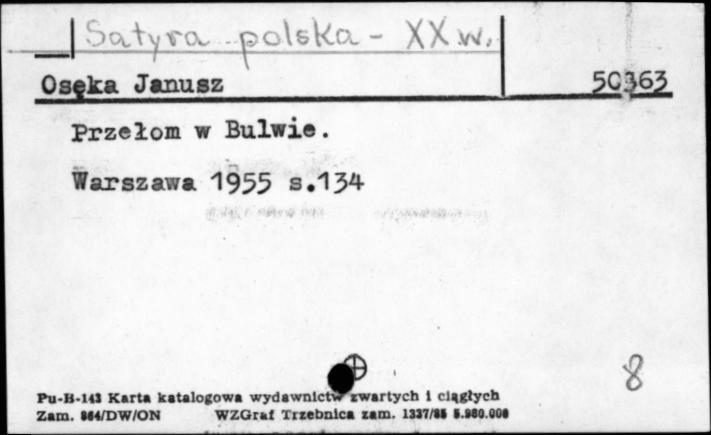 Satyra polska - XX w.
Osęka Janusz 50363
Przełom w Bulwie.
Warszawa 1955 s.134
8
Pu-B-143 Karta katalogowa wydawnictw zwartych i ciągłych
Zam. 864/DW/ON WZGraf Trzebnica zam. 1337/85 5.980.000